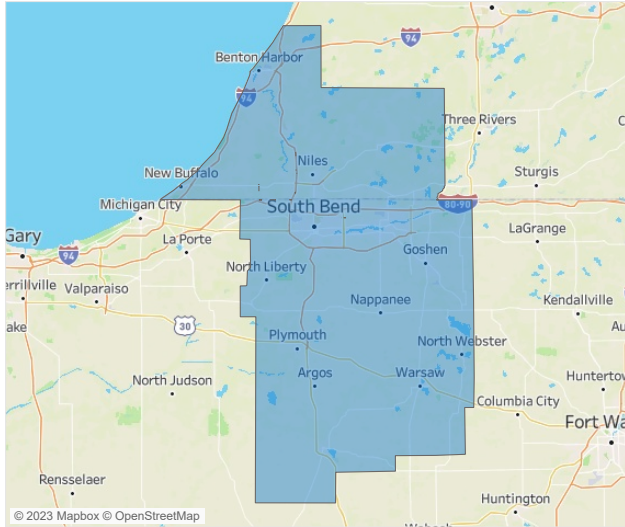 94
Benton Harbor
94
Three Rivers
C
Niles
Sturgis
New Buffalo
Michigan City
South Bend
80-90
Gary
94
La Porte
Goshen
LaGrange
North Liberty
errillville
Valparaiso
Nappanee
Kendallville
ake
30
Au
Plymouth
North Webster
North Judson
Argos
Warsaw
Huntertow
Columbia City
Fort Wa
Rensselaer
Huntington
© 2023 Mapbox © OpenStreetMap